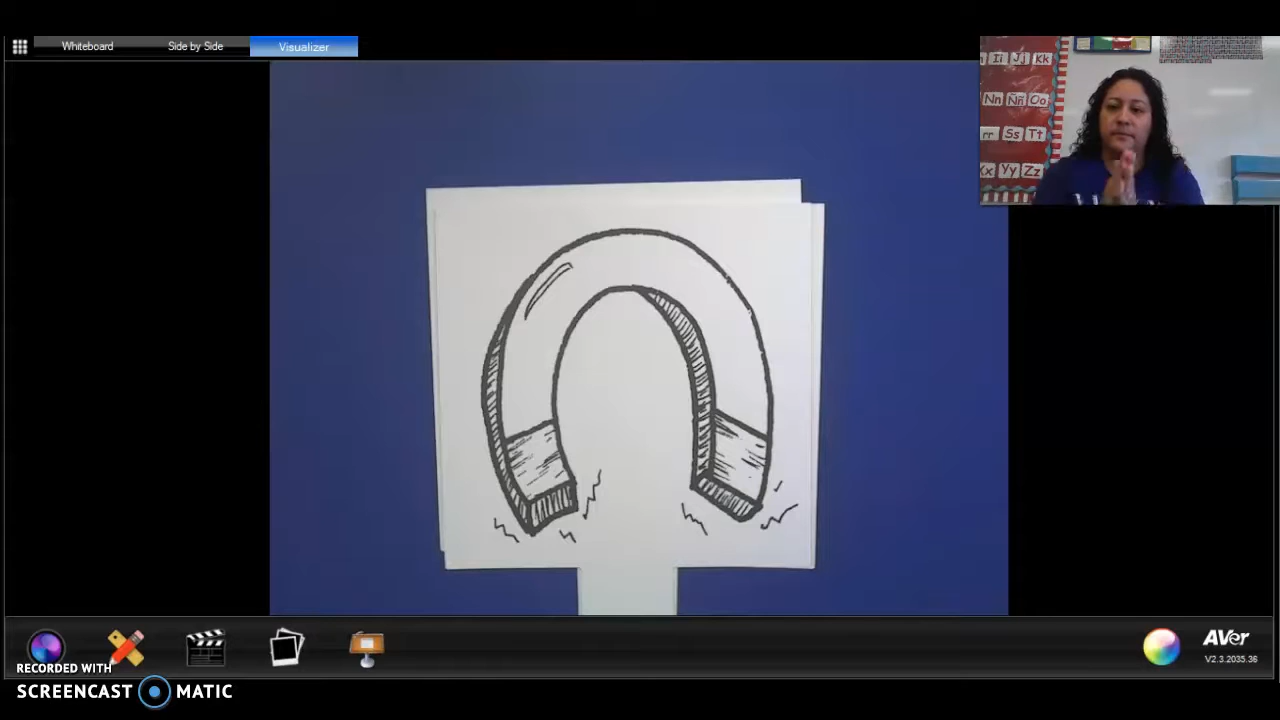 Whiteboard
Side by Side
Visualizer
Ii Jj Kk
Nn Ññ Oo
rr Ss Tt
Xx Yy Zz
RECORDED WITH
SCREENCAST MATIC
AVer
V2.3.2035.36